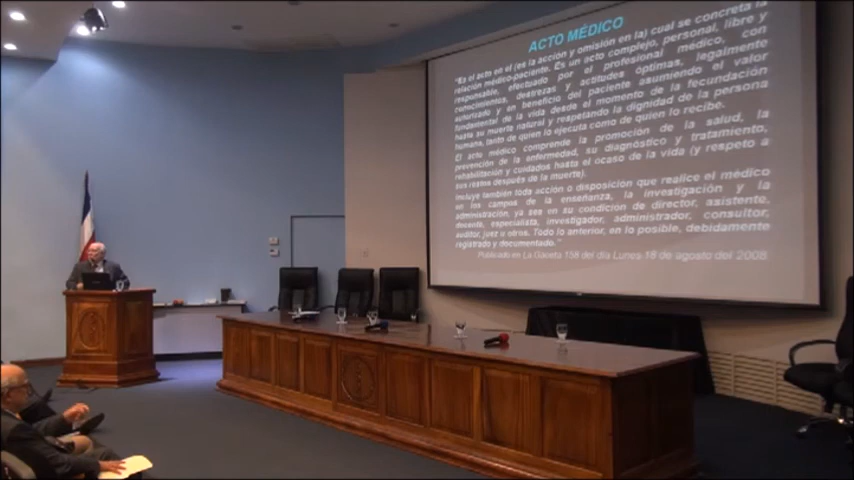 ACTO MÉDICO
"Es el acto en el (es la acción y omisión en la) cual se concreta la
relación médico-paciente. Es un acto complejo, personal, libre y
responsable, efectuado por el profesional médico, con
conocimientos, destrezas y actitudes óptimas, legalmente
autorizado y en beneficio del paciente asumiendo el valor
fundamental de la vida desde el momento de la fecundación
hasta su muerte natural y respetando la dignidad de la persona
humana, tanto de quien lo ejecuta como de quien lo recibe.
El acto médico comprende la promoción de la salud, la
prevención de la enfermedad, su diagnóstico y tratamiento,
rehabilitación y cuidados hasta el ocaso de la vida (y respeto a
sus restos después de la muerte).
Incluye también toda acción o disposición que realice el médico
en los campos de la enseñanza, la investigación y la
administración, ya sea en su condición de director, asistente,
docente, especialista, investigador, administrador, consultor,
auditor, juez u otros. Todo lo anterior, en lo posible, debidamente
registrado y documentado."
Publicado en La Gaceta 158 del día Lunes 18 de agosto del 2008.